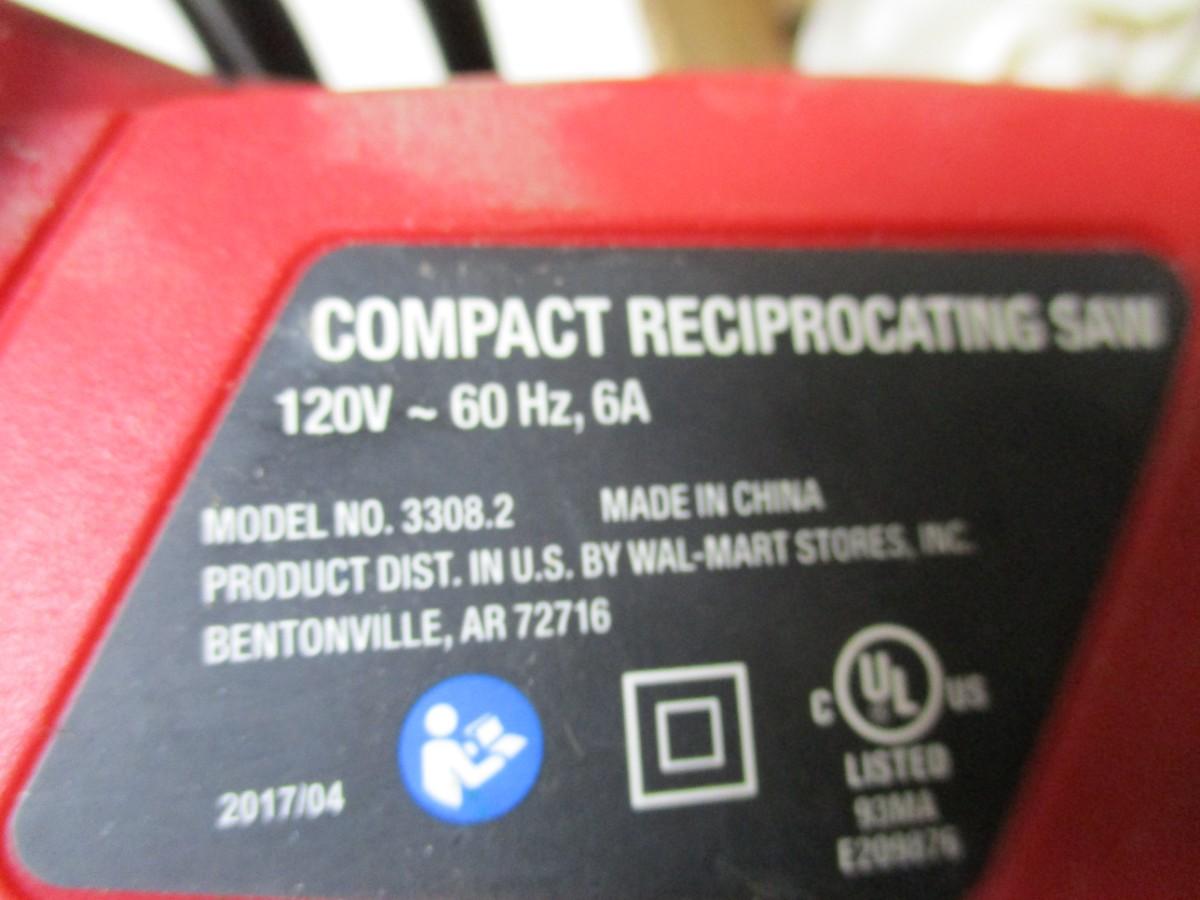 COMPACT RECIPROCATING SAW
120V ~ 60 Hz, 6A
MODEL NO. 3308.2 MADE IN CHINA
PRODUCT DIST. IN U.S. BY WAL-MART STORES, INC.
BENTONVILLE, AR 72716
2017/04
C UL US
LISTED
93MA
E209876